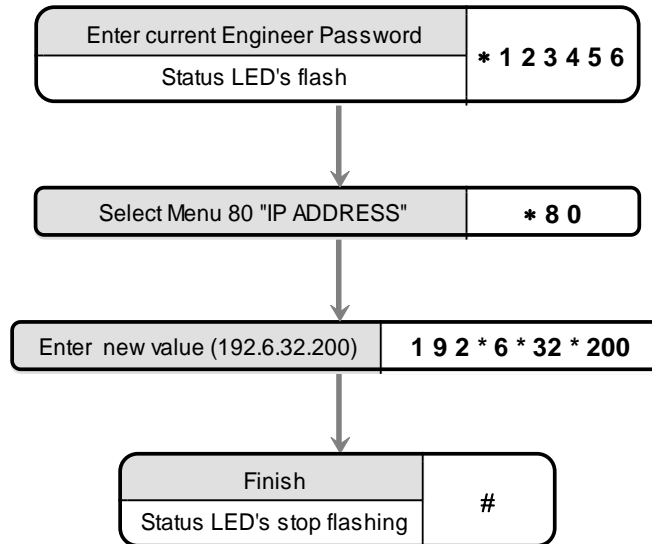 Enter current Engineer Password
* 1 2 3 4 5 6
Status LED's flash
Select Menu 80 "IP ADDRESS"
* 8 0
Enter new value (192.6.32.200)
1 9 2 * 6 * 32 * 200
Finish
#
Status LED's stop flashing